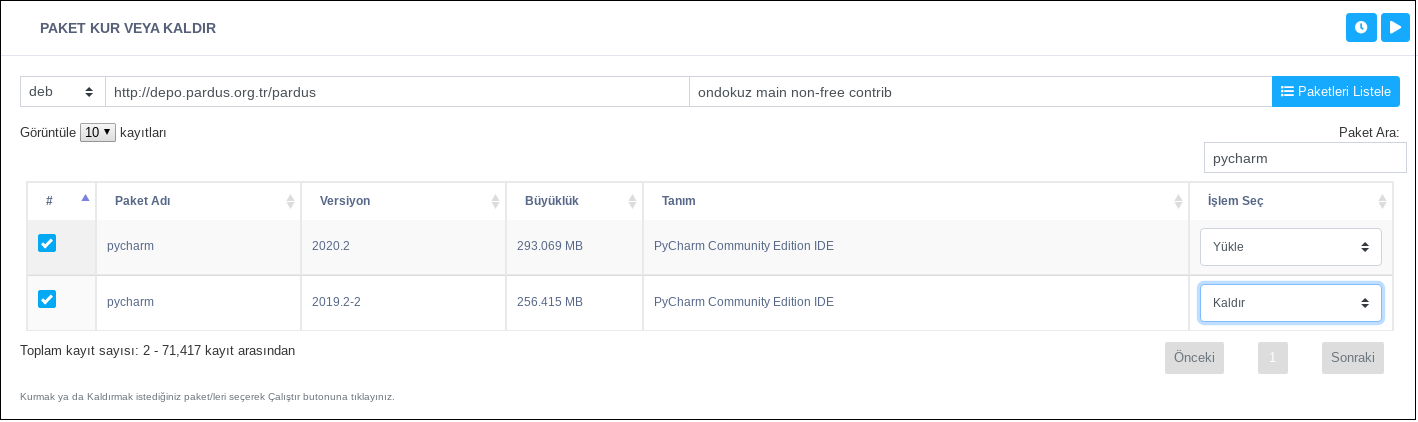 PAKET KUR VEYA KALDIR
deb http://depo.pardus.org.tr/pardus ondokuz main non-free contrib Paketleri Listele
Görüntüle 10 kayıtları Paket Ara:
pycharm
# Paket Adı Versiyon Büyüklük Tanım İşlem Seç
pycharm 2020.2 293.069 MB PyCharm Community Edition IDE Yükle
pycharm 2019.2-2 256.415 MB PyCharm Community Edition IDE Kaldır
Toplam kayıt sayısı: 2 - 71,417 kayıt arasından Önceki 1 Sonraki
Kurmak ya da Kaldırmak istediğiniz paket/leri seçerek Çalıştır butonuna tıklayınız.